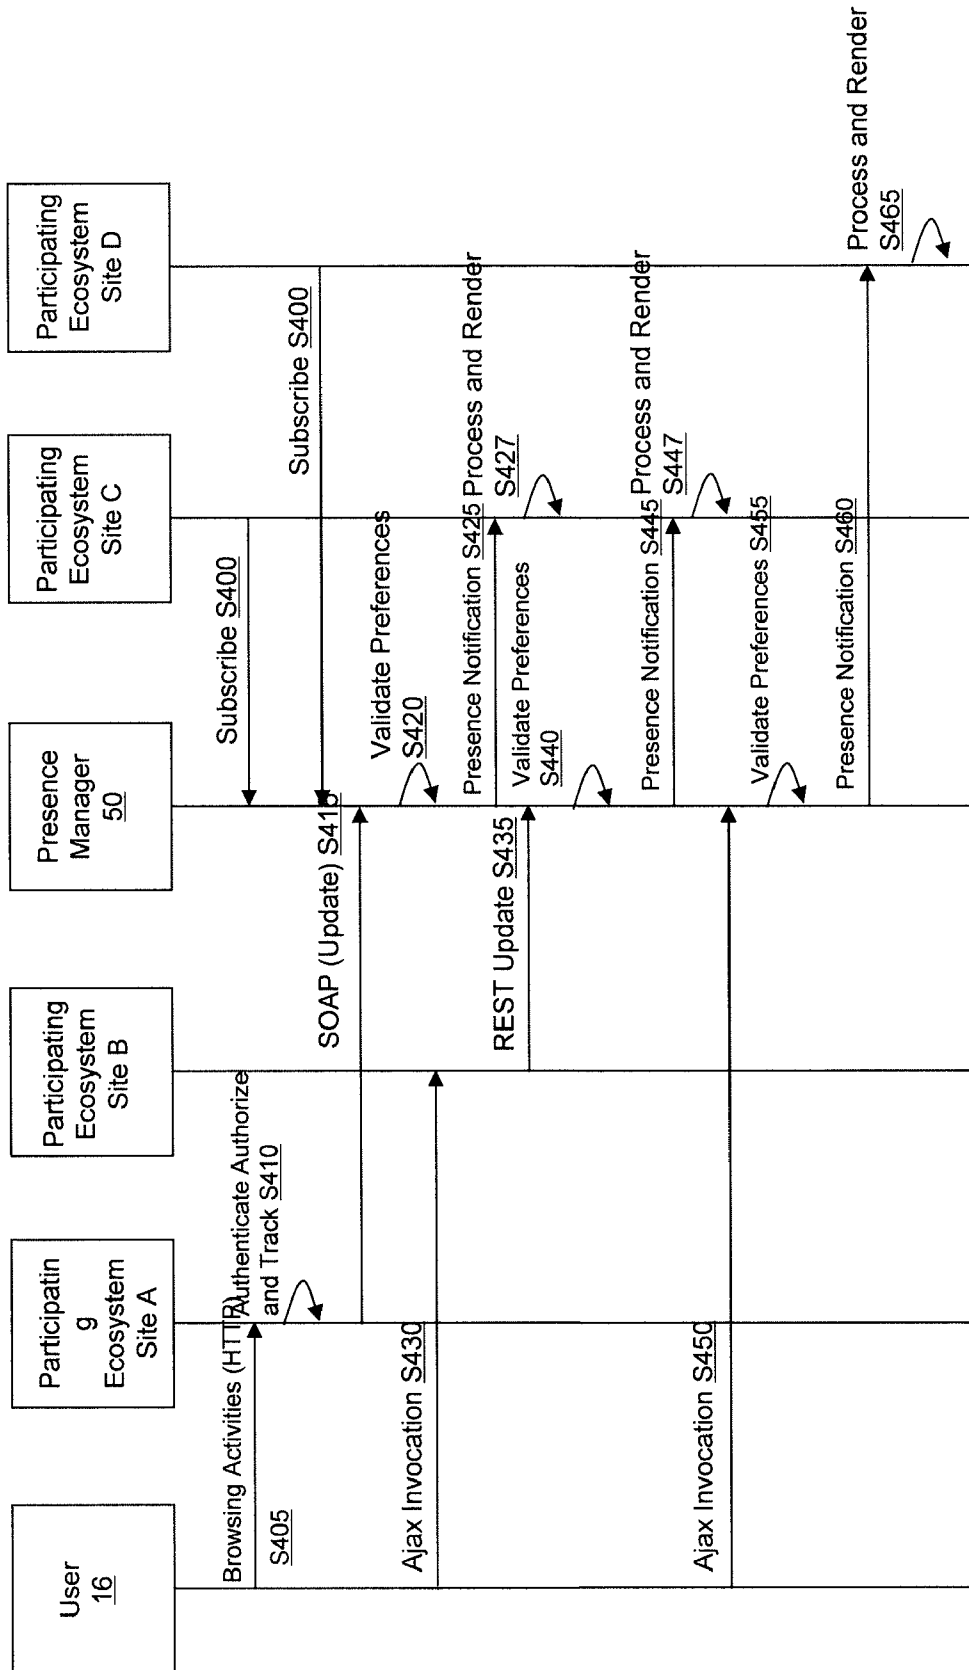 User
16
Participatin
g
Ecosystem
Site A
Participating
Ecosystem
Site B
Presence
Manager
50
Participating
Ecosystem
Site C
Participating
Ecosystem
Site D
Subscribe S400
Subscribe S400
Browsing Activities (HTTP)
S405
Authenticate Authorize
and Track S410
SOAP (Update) S415
Validate Preferences
S420
Presence Notification S425
Process and Render
S427
Ajax Invocation S430
REST Update S435
Validate Preferences
S440
Presence Notification S445
Process and Render
S447
Ajax Invocation S450
Validate Preferences S455
Presence Notification S460
Process and Render
S465